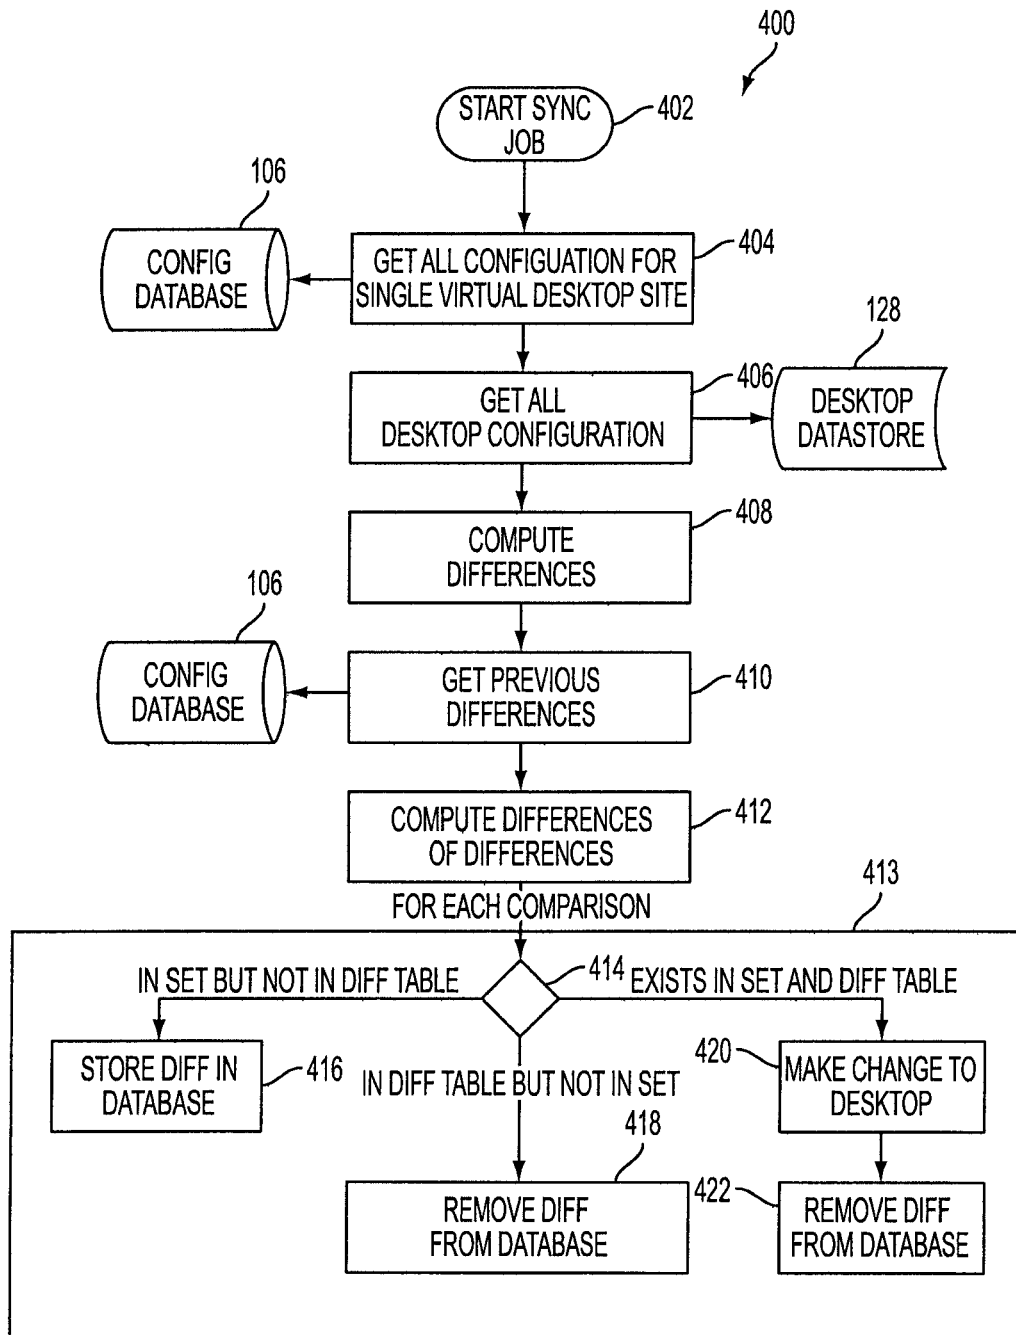 400
START SYNC
JOB
402
106
CONFIG
DATABASE
GET ALL CONFIGUATION FOR
SINGLE VIRTUAL DESKTOP SITE
404
128
GET ALL
DESKTOP CONFIGURATION
406
DESKTOP
DATASTORE
COMPUTE
DIFFERENCES
408
106
CONFIG
DATABASE
GET PREVIOUS
DIFFERENCES
410
COMPUTE DIFFERENCES
OF DIFFERENCES
412
FOR EACH COMPARISON
413
IN SET BUT NOT IN DIFF TABLE
414
EXISTS IN SET AND DIFF TABLE
STORE DIFF IN
DATABASE
416
IN DIFF TABLE BUT NOT IN SET
420
MAKE CHANGE TO
DESKTOP
418
REMOVE DIFF
FROM DATABASE
422
REMOVE DIFF
FROM DATABASE